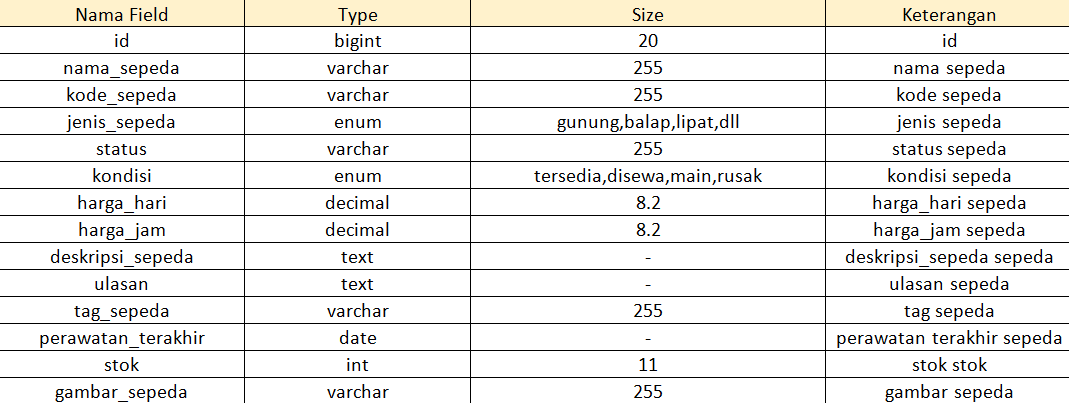 Nama Field Type Size Keterangan
id bigint 20 id
nama_sepeda varchar 255 nama sepeda
kode_sepeda varchar 255 kode sepeda
jenis_sepeda enum gunung,balap,lipat,dll jenis sepeda
status varchar 255 status sepeda
kondisi enum tersedia,disewa,main,rusak kondisi sepeda
harga_hari decimal 8.2 harga_hari sepeda
harga_jam decimal 8.2 harga_jam sepeda
deskripsi_sepeda text - deskripsi_sepeda sepeda
ulasan text - ulasan sepeda
tag_sepeda varchar 255 tag sepeda
perawatan_terakhir date - perawatan terakhir sepeda
stok int 11 stok stok
gambar_sepeda varchar 255 gambar sepeda